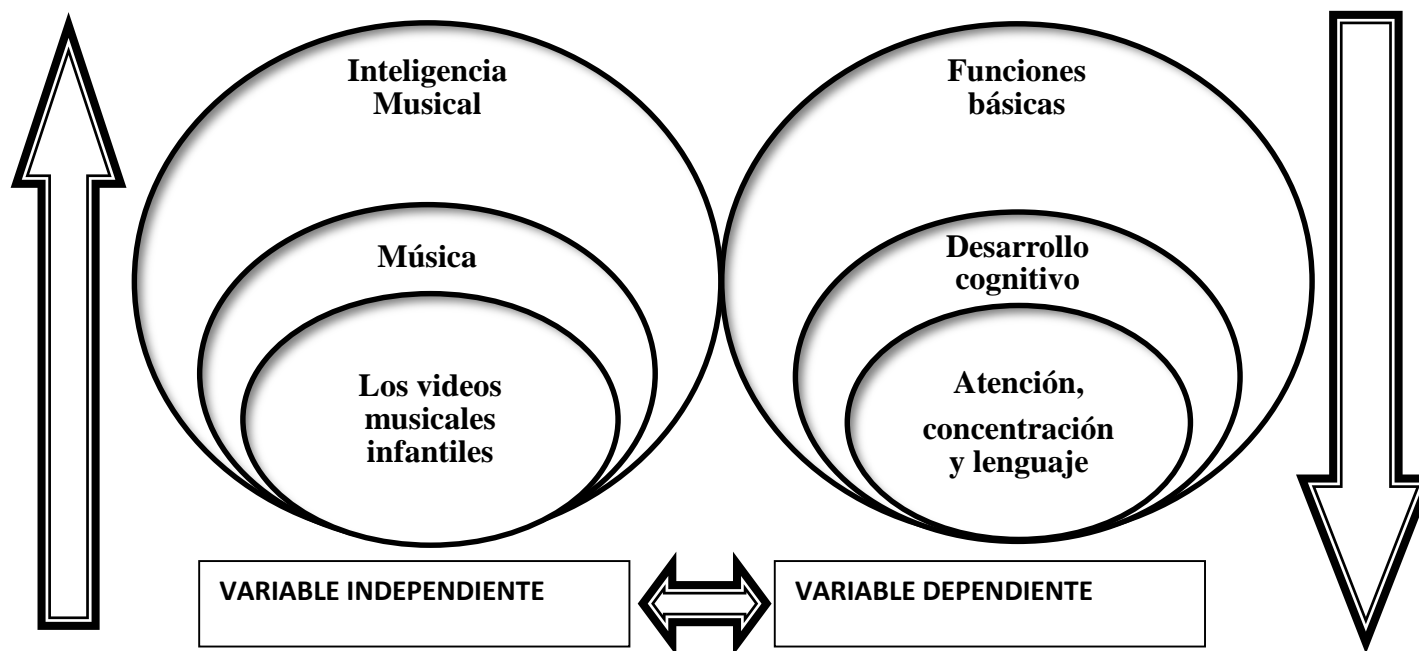 Inteligencia
Musical
Música
Los videos
musicales
infantiles
Funciones
básicas
Desarrollo
cognitivo
Atención,
concentración
y lenguaje
VARIABLE INDEPENDIENTE
VARIABLE DEPENDIENTE